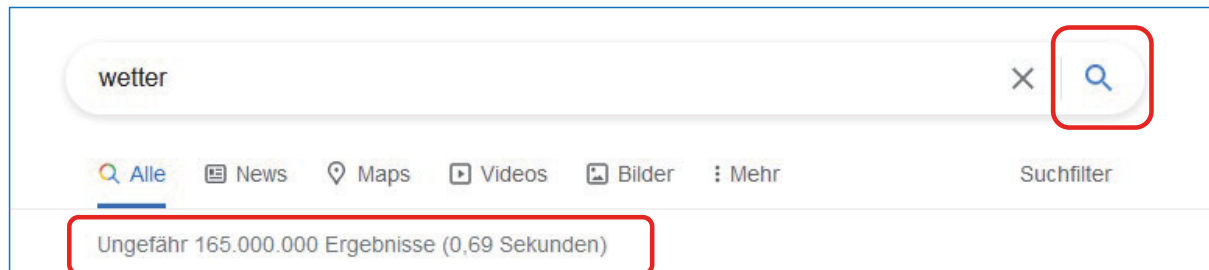 wetter
Alle News Maps Videos Bilder Mehr Suchfilter
Ungefähr 165.000.000 Ergebnisse (0,69 Sekunden)